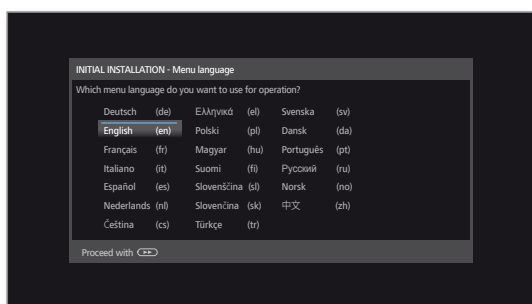 INITIAL INSTALLATION - Menu language
Which menu language do you want to use for operation?
Deutsch (de) Ελληνικά (el) Svenska (sv)
English (en) Polski (pl) Dansk (da)
Français (fr) Magyar (hu) Português (pt)
Italiano (it) Suomi (fi) Русский (ru)
Español (es) Slovenščina (sl) Norsk (no)
Nederlands (nl) Slovenčina (sk) 中文 (zh)
Čeština (cs) Türkçe (tr)
Proceed with